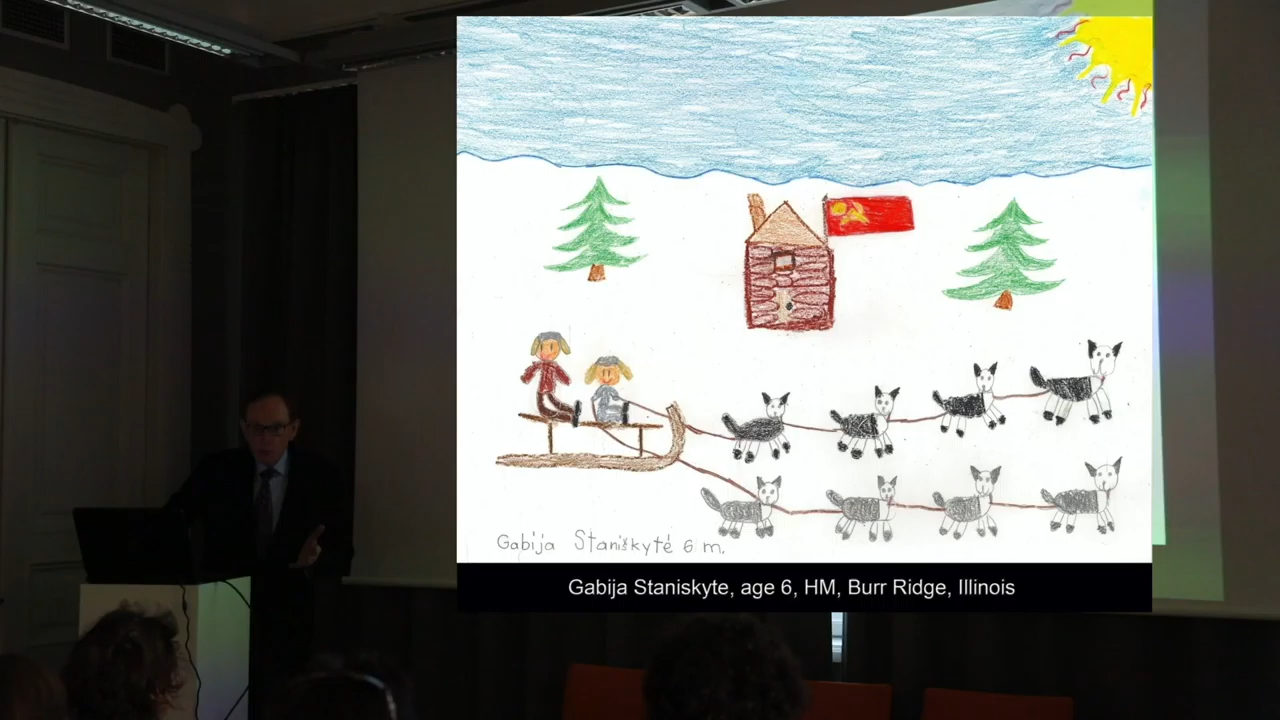 Gabija Staniškytė 6 m.
Gabija Staniskyte, age 6, HM, Burr Ridge, Illinois